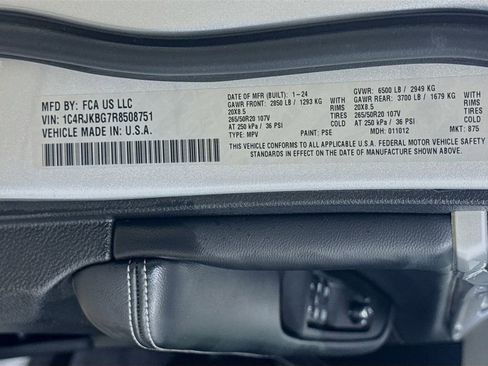 MFD BY: FCA US LLC
VIN: 1C4RJKBG7R8508751
VEHICLE MADE IN: U.S.A.
DATE OF MFR (BUILT): 1-24 GVWR: 6500 LB / 2949 KG
GAWR FRONT: 2850 LB / 1293 KG WITH GAWR REAR: 3700 LB / 1679 KG WITH
20X8.5 RIMS 20X8.5 RIMS
265/50R20 107V TIRES 265/50R20 107V TIRES
AT 250 kPa / 36 PSI COLD AT 250 kPa / 36 PSI COLD
TYPE: MPV PAINT: PSE MDH: 011012 MKT: 875
THIS VEHICLE CONFORMS TO ALL APPLICABLE U.S.A. FEDERAL MOTOR VEHICLE
SAFETY STANDARDS IN EFFECT ON THE DATE OF MANUFACTURE SHOWN ABOVE.